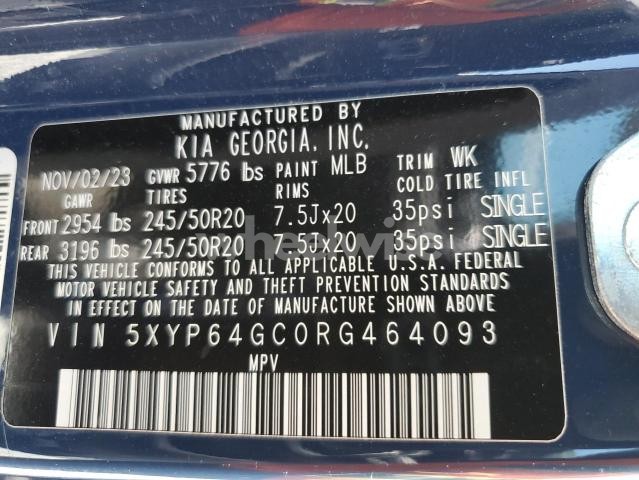 MANUFACTURED BY
KIA GEORGIA, INC.
NOV/02/23 GVWR 5776 lbs PAINT MLB TRIM WK
GAWR TIRES RIMS COLD TIRE INFL
FRONT 2954 lbs 245/50R20 7.5Jx20 35psi SINGLE
REAR 3196 lbs 245/50R20 7.5Jx20 35psi SINGLE
THIS VEHICLE CONFORMS TO ALL APPLICABLE U.S.A. FEDERAL
MOTOR VEHICLE SAFETY AND THEFT PREVENTION STANDARDS
IN EFFECT ON THE DATE OF MANUFACTURE SHOWN ABOVE
VIN 5XYP64GC0RG464093
MPV